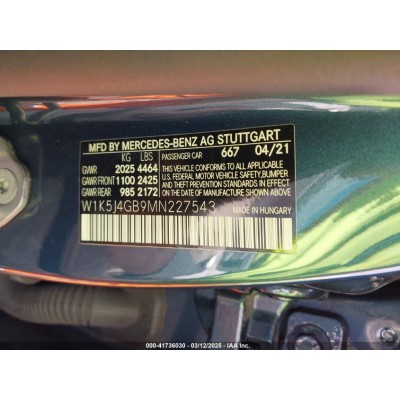 MFD BY MERCEDES-BENZ AG STUTTGART
KG LBS PASSENGER CAR 667 04/21
GVWR 2025 4464
GAWR FRONT 1100 2425
GAWR REAR 985 2172
THIS VEHICLE CONFORMS TO ALL APPLICABLE
U.S. FEDERAL MOTOR VEHICLE SAFETY, BUMPER
AND THEFT PREVENTION STANDARDS IN EFFECT
ON THE DATE OF MANUFACTURE SHOWN ABOVE.
W1K5J4GB9MN227543 MADE IN HUNGARY
000-41736030 - 03/12/2025 - IAA Inc.